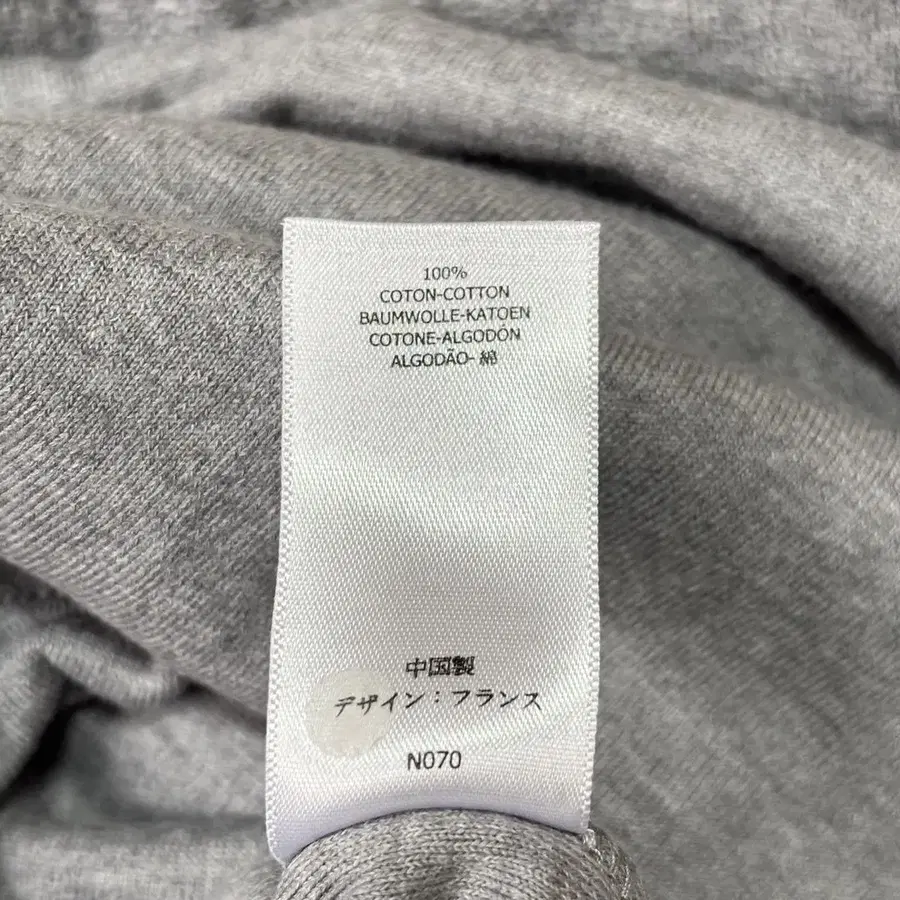 100%
COTON-COTTON
BAUMWOLLE-KATOEN
COTONE-ALGODÓN
ALGODÃO- 綿
中国製
デザイン：フランス
N070